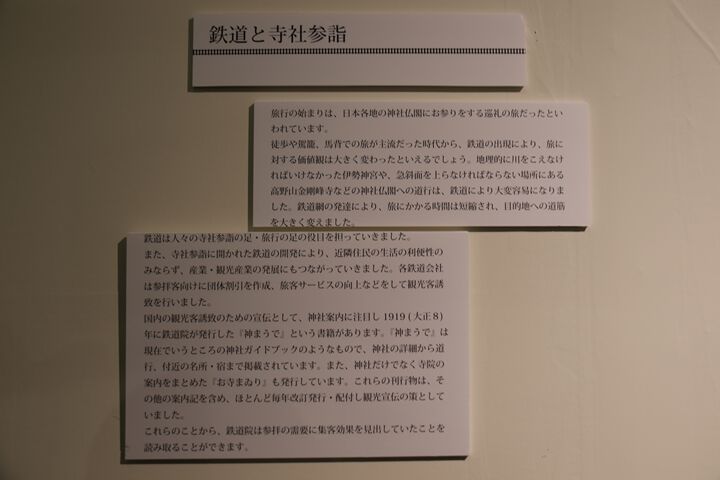 鉄道と寺社参詣
旅行の始まりは、日本各地の神社仏閣にお参りをする巡礼の旅だったとい
われています。
徒歩や駕籠、馬背での旅が主流だった時代から、鉄道の出現により、旅に
対する価値観は大きく変わったといえるでしょう。地理的に川をこえなけ
ればいけなかった伊勢神宮や、急斜面を上らなければならない場所にある
高野山金剛峰寺などの神社仏閣への道行は、鉄道により大変容易になりま
した。鉄道網の発達により、旅にかかる時間は短縮され、目的地への道筋
を大きく変えました。
鉄道は人々の寺社参詣の足・旅行の足の役目を担っていきました。
また、寺社参詣に開かれた鉄道の開発により、近隣住民の生活の利便性の
みならず、産業・観光産業の発展にもつながっていきました。各鉄道会社
は参拝客向けに団体割引を作成、旅客サービスの向上などをして観光客誘
致を行いました。
国内の観光客誘致のための宣伝として、神社案内に注目し 1919 ( 大正 8 )
年に鉄道院が発行した『神まうで』という書籍があります。『神まうで』は
現在でいうところの神社ガイドブックのようなもので、神社の詳細から道
行、付近の名所・宿まで掲載されています。また、神社だけでなく寺院の
案内をまとめた『お寺まゐり』も発行しています。これらの刊行物は、そ
の他の案内記を含め、ほとんど毎年改訂発行・配付し観光宣伝の策として
いました。
これらのことから、鉄道院は参拝の需要に集客効果を見出していたことを
読み取ることができます。